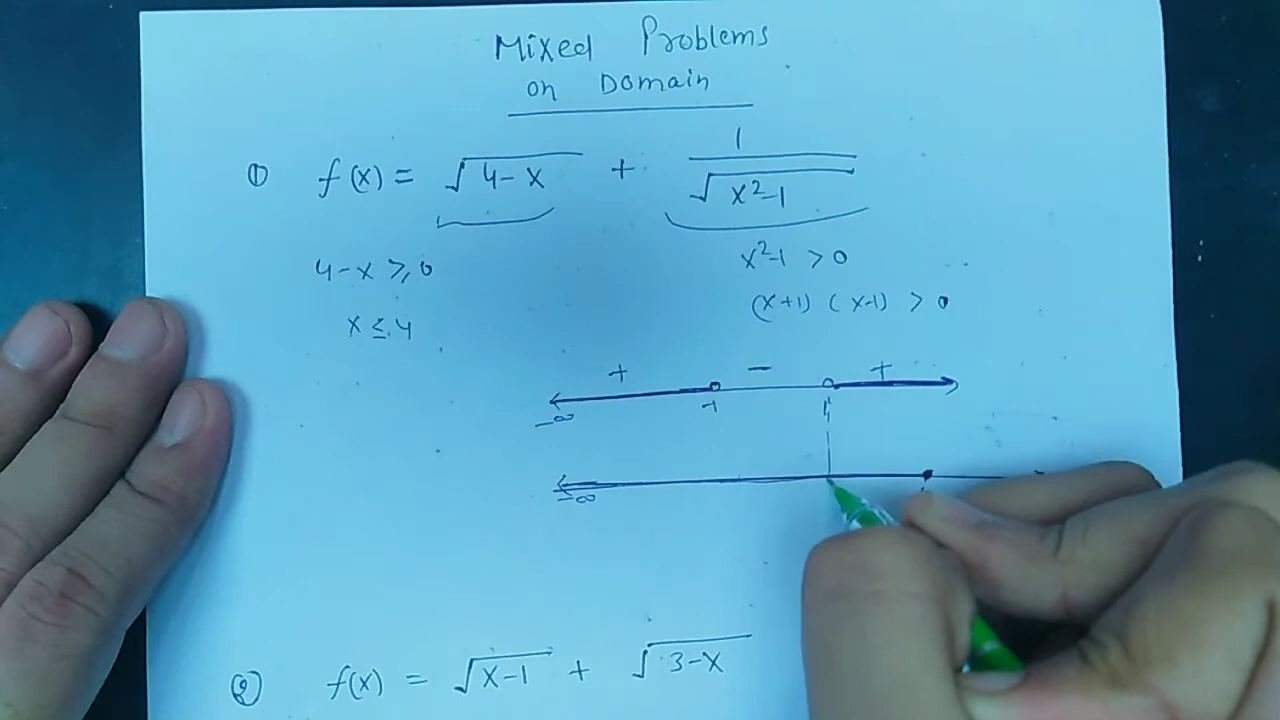 Mixed Problems
on Domain
① f(x) = √4-x + 1/√x²-1
4-x ≥ 0
x²-1 > 0
(x+1) (x-1) > 0
x ≤ 4
+ - +
-∞ -1 1
-∞
② f(x) = √x-1 + √3-x